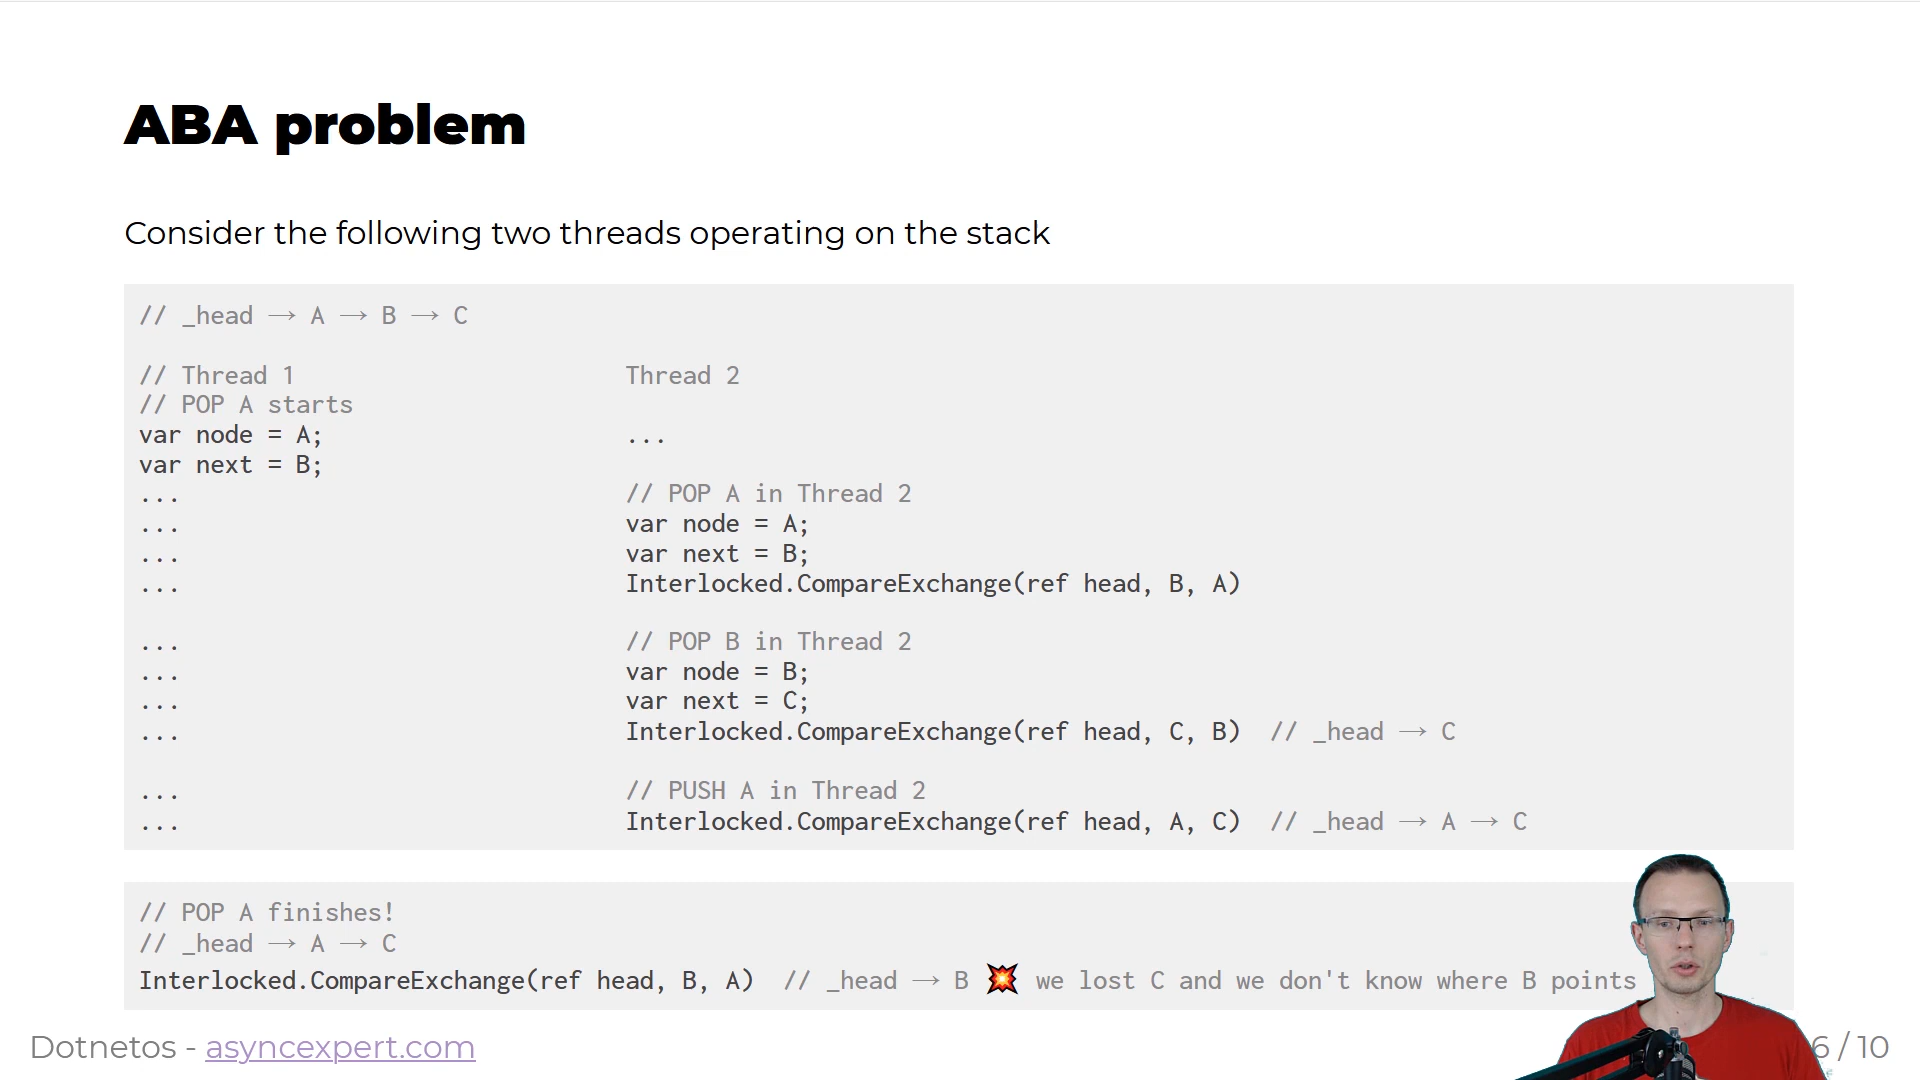 ABA problem
Consider the following two threads operating on the stack
// _head → A → B → C
// Thread 1 Thread 2
// POP A starts
var node = A; ...
var next = B;
... // POP A in Thread 2
... var node = A;
... var next = B;
... Interlocked.CompareExchange(ref head, B, A)
... // POP B in Thread 2
... var node = B;
... var next = C;
... Interlocked.CompareExchange(ref head, C, B) // _head → C
... // PUSH A in Thread 2
... Interlocked.CompareExchange(ref head, A, C) // _head → A → C
// POP A finishes!
// _head → A → C
Interlocked.CompareExchange(ref head, B, A) // _head → B 💥 we lost C and we don't know where B points
Dotnetos - asyncexpert.com
6 / 10